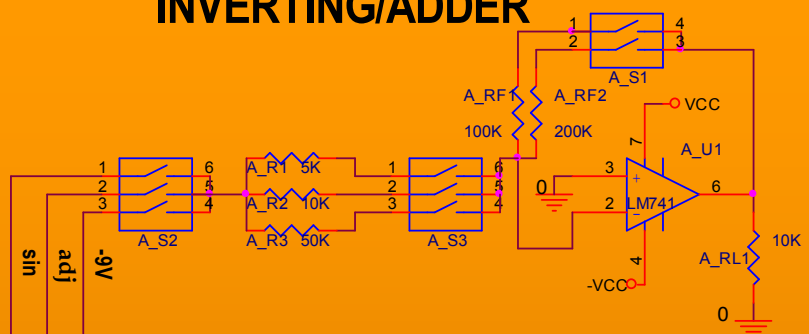 INVERTING/ADDER
1
2
4
3
A_S1
A_RF1
A_RF2
100K
200K
VCC
7
A_U1
3
+
0
2
-
LM741
6
4
-VCC
A_RL1
10K
0
1
2
3
6
5
4
A_S2
A_R1 5K
A_R2 10K
A_R3 50K
1
2
3
6
5
4
A_S3
sin
adj
-9V